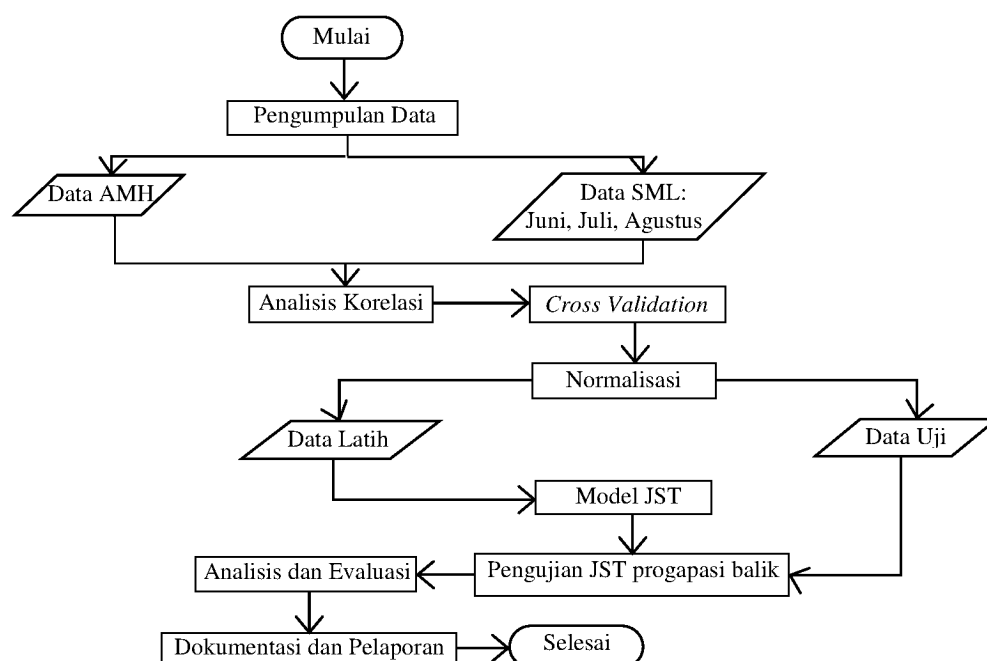 Mulai
Pengumpulan Data
Data AMH
Data SML:
Juni, Juli, Agustus
Analisis Korelasi
Cross Validation
Normalisasi
Data Latih
Data Uji
Model JST
Analisis dan Evaluasi
Pengujian JST progapasi balik
Dokumentasi dan Pelaporan
Selesai